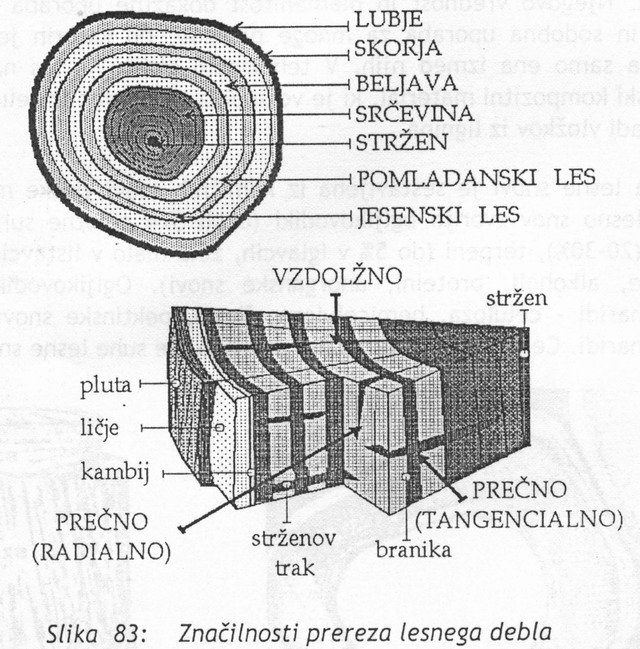 LUBJE
SKORJA
BELJAVA
SRČEVINA
STRŽEN
POMLADANSKI LES
JESENSKI LES
VZDOLŽNO
stržen
pluta
ličje
kambij
PREČNO
(RADIALNO)
strženov
trak
branika
PREČNO
(TANGENCIALNO)
Slika 83: Značilnosti prereza lesnega debla